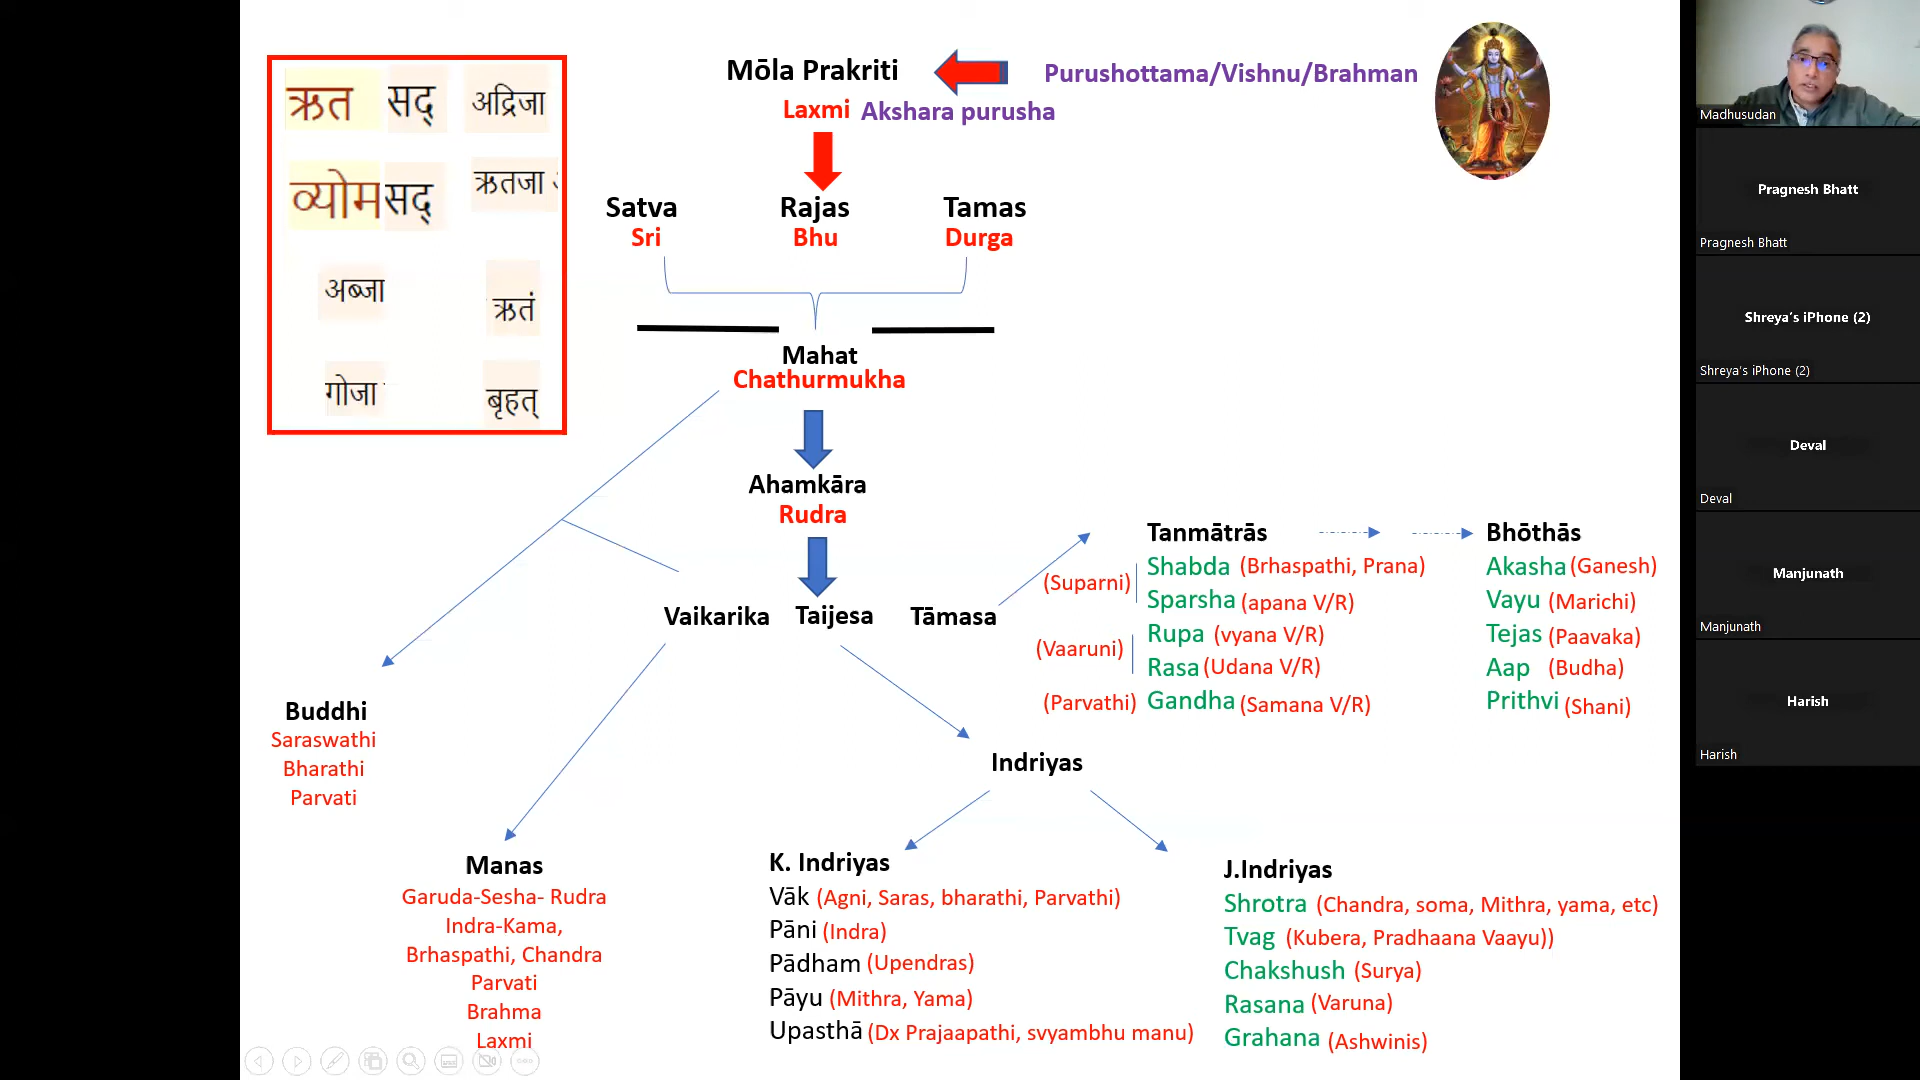 ऋत सद् अद्रिजा
व्योम सद् ऋतजा
अब्जा ऋतं
गोजा बृहत्
Mōla Prakriti Purushottama/Vishnu/Brahman
Laxmi Akshara purusha
Satva Rajas Tamas
Sri Bhu Durga
Mahat
Chathurmukha
Ahamkāra
Rudra
Vaikarika Taijesa Tāmasa
Tanmātrās Bhōthās
(Suparni)
Shabda (Brhaspathi, Prana) Akasha (Ganesh)
Sparsha (apana V/R) Vayu (Marichi)
(Vaaruni)
Rupa (vyana V/R) Tejas (Paavaka)
Rasa (Udana V/R) Aap (Budha)
(Parvathi) Gandha (Samana V/R) Prithvi (Shani)
Buddhi
Saraswathi
Bharathi
Parvati
Indriyas
Manas
Garuda-Sesha- Rudra
Indra-Kama,
Brhaspathi, Chandra
Parvati
Brahma
Laxmi
K. Indriyas
Vāk (Agni, Saras, bharathi, Parvathi)
Pāni (Indra)
Pādham (Upendras)
Pāyu (Mithra, Yama)
Upasthā (Dx Prajaapathi, svyambhu manu)
J.Indriyas
Shrotra (Chandra, soma, Mithra, yama, etc)
Tvag (Kubera, Pradhaana Vaayu))
Chakshush (Surya)
Rasana (Varuna)
Grahana (Ashwinis)
Madhusudan
Pragnesh Bhatt
Pragnesh Bhatt
Shreya's iPhone (2)
Shreya's iPhone (2)
Deval
Deval
Manjunath
Manjunath
Harish
Harish